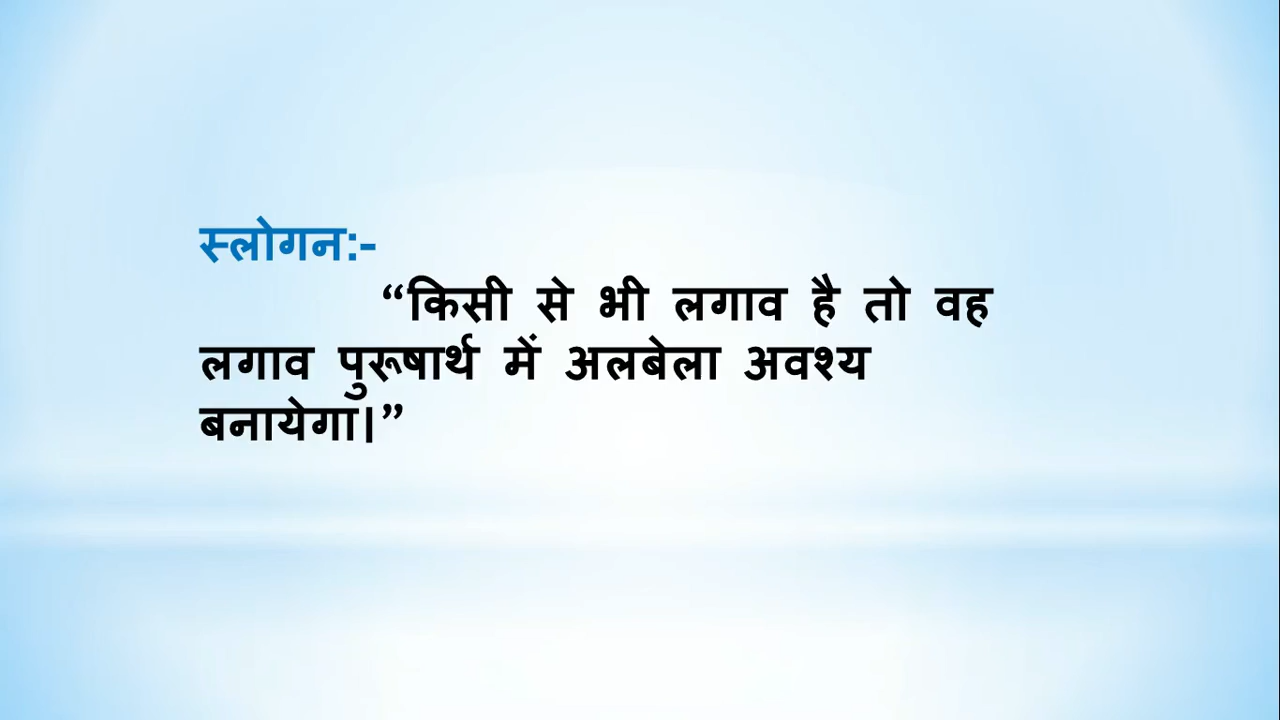 स्लोगन:-
“किसी से भी लगाव है तो वह
लगाव पुरूषार्थ में अलबेला अवश्य
बनायेगा।”